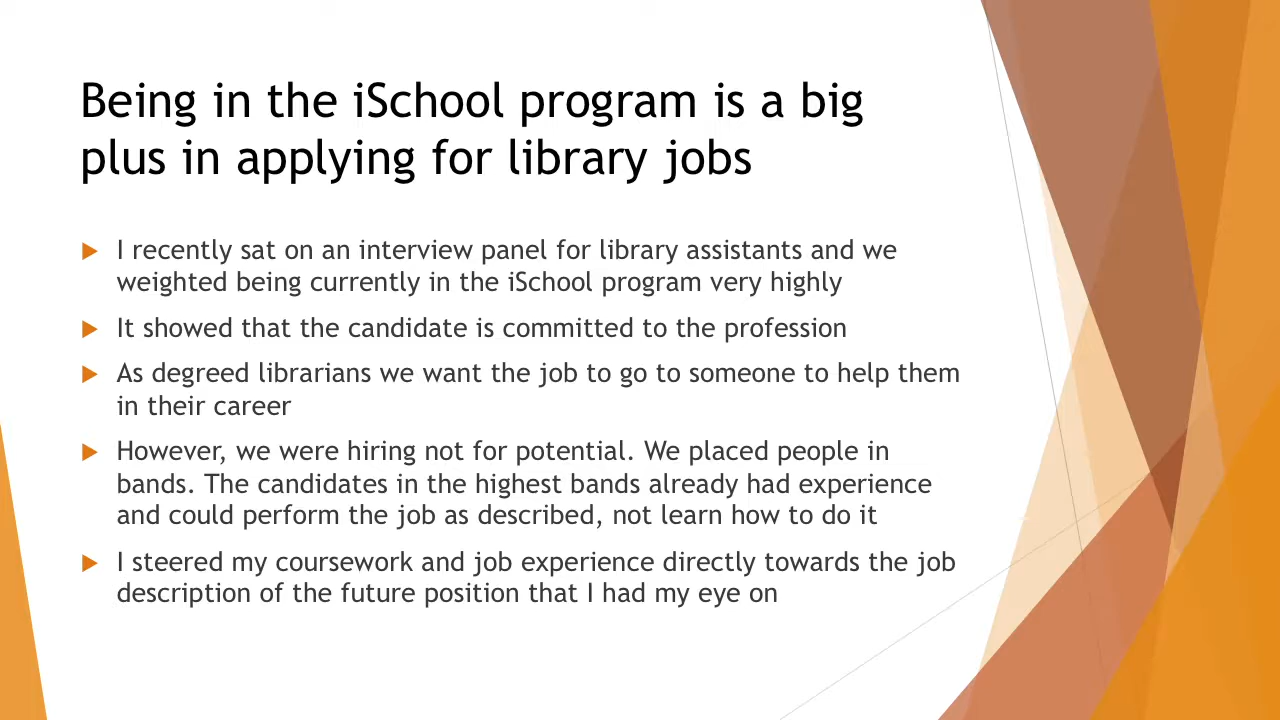 Being in the iSchool program is a big
plus in applying for library jobs
I recently sat on an interview panel for library assistants and we
weighted being currently in the iSchool program very highly
It showed that the candidate is committed to the profession
As degreed librarians we want the job to go to someone to help them
in their career
However, we were hiring not for potential. We placed people in
bands. The candidates in the highest bands already had experience
and could perform the job as described, not learn how to do it
I steered my coursework and job experience directly towards the job
description of the future position that I had my eye on